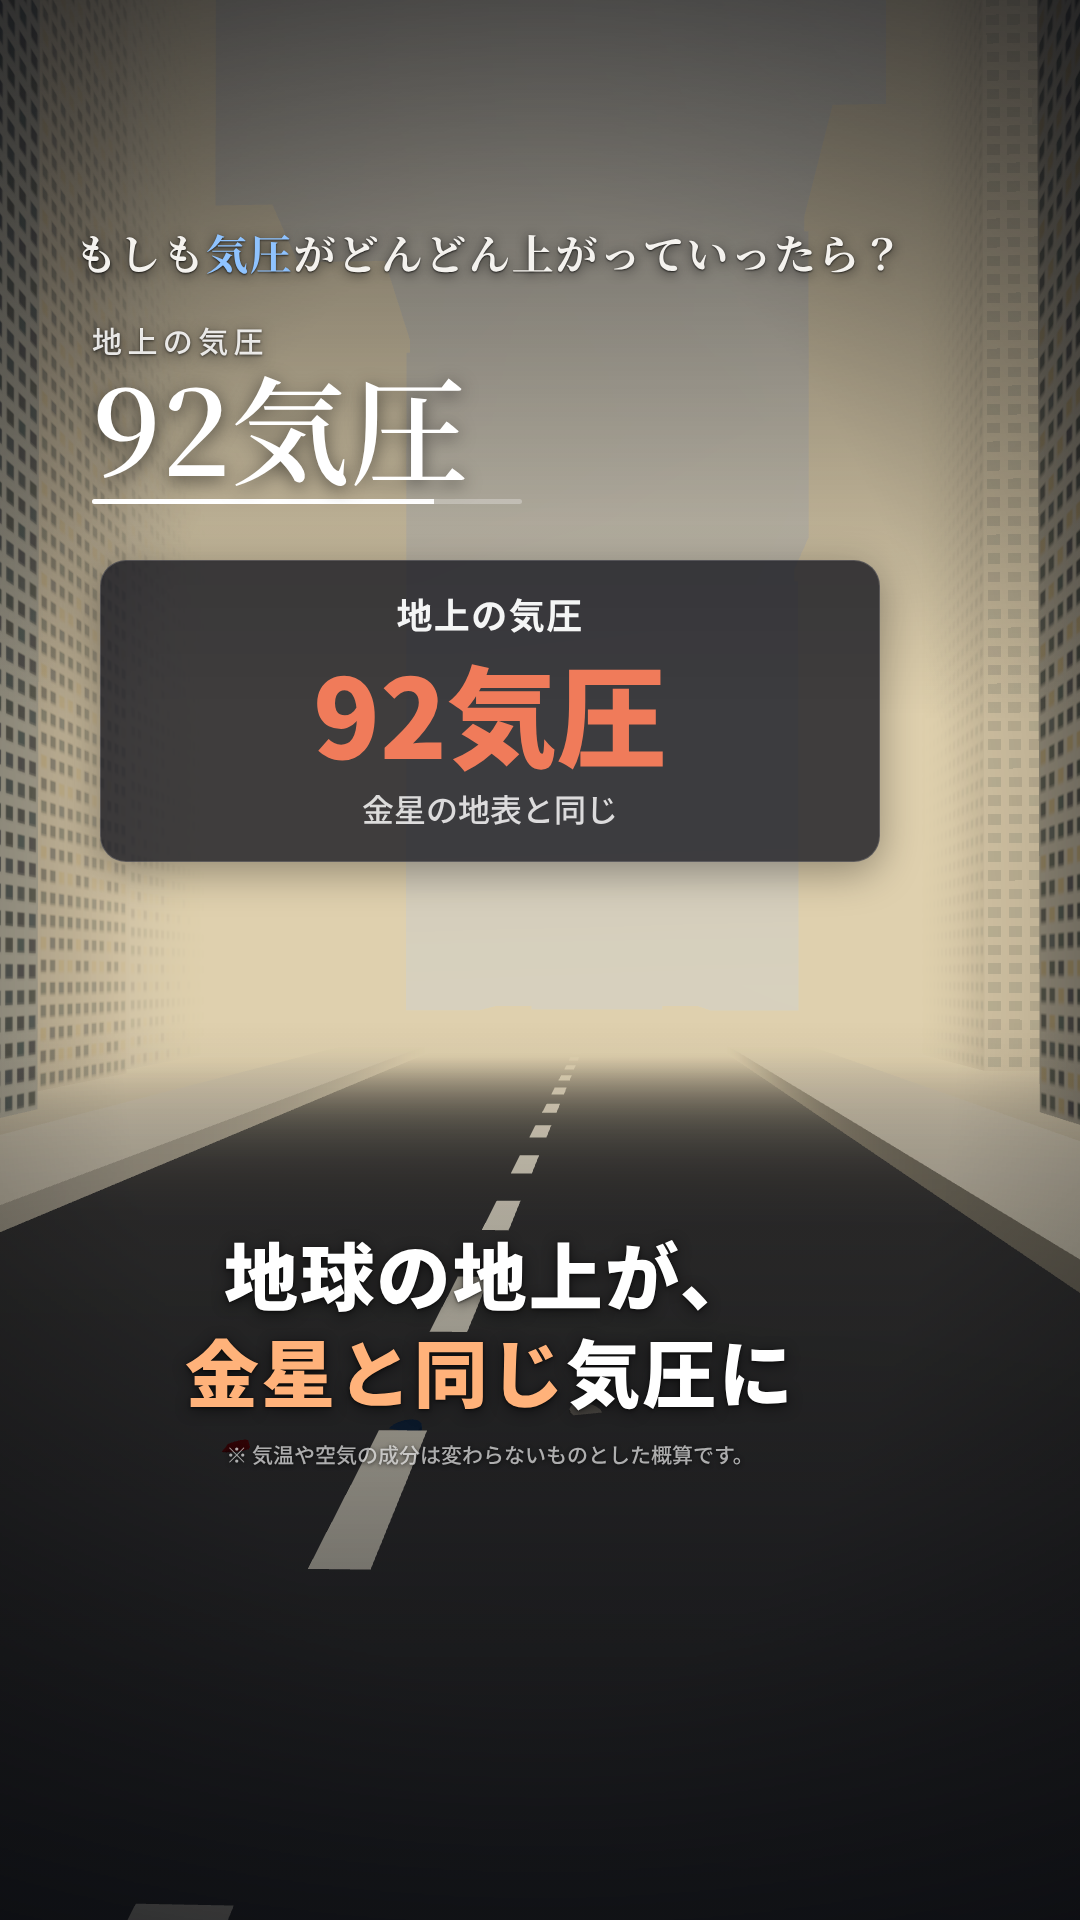 もしも気圧がどんどん上がっていったら？
地上の気圧
92気圧
地上の気圧
92気圧
金星の地表と同じ
地球の地上が、
金星と同じ気圧に
※ 気温や空気の成分は変わらないものとした概算です。